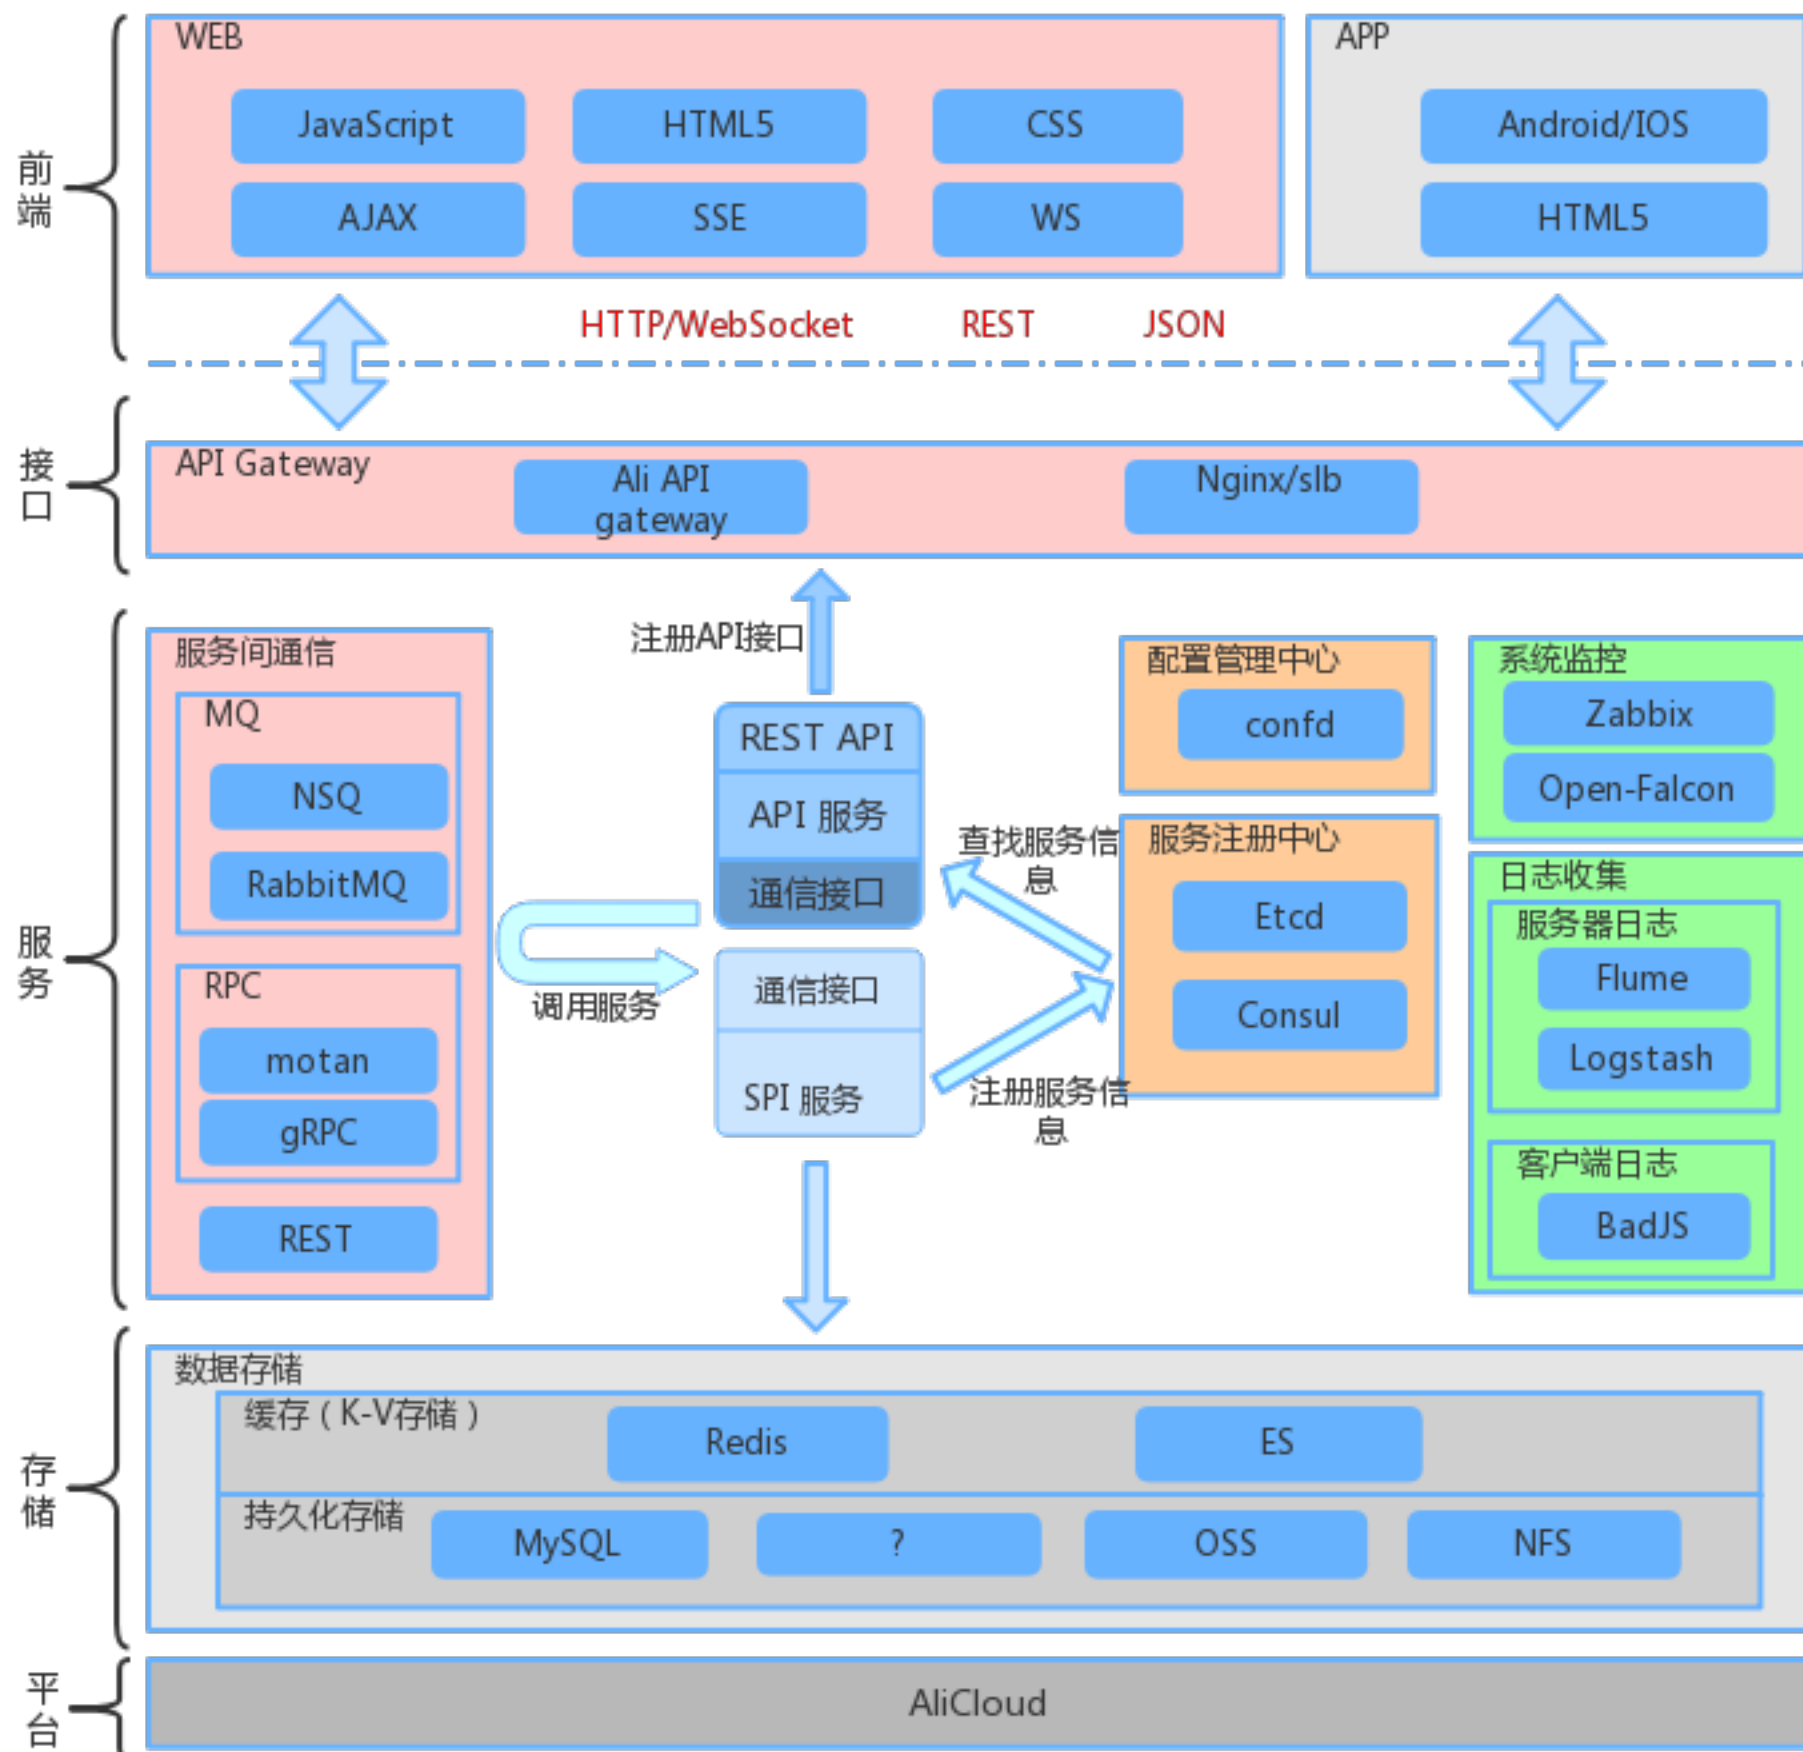 前
端
WEB
JavaScript
HTML5
CSS
AJAX
SSE
WS
APP
Android/IOS
HTML5
HTTP/WebSocket
REST
JSON
接
口
API Gateway
Ali API
gateway
Nginx/slb
服
务
服务间通信
MQ
NSQ
RabbitMQ
RPC
motan
gRPC
REST
注册API接口
REST API
API 服务
通信接口
调用服务
通信接口
SPI 服务
查找服务信
息
注册服务信
息
配置管理中心
confd
服务注册中心
Etcd
Consul
系统监控
Zabbix
Open-Falcon
日志收集
服务器日志
Flume
Logstash
客户端日志
BadJS
存
储
数据存储
缓存（K-V存储）
Redis
ES
持久化存储
MySQL
?
OSS
NFS
平
台
AliCloud